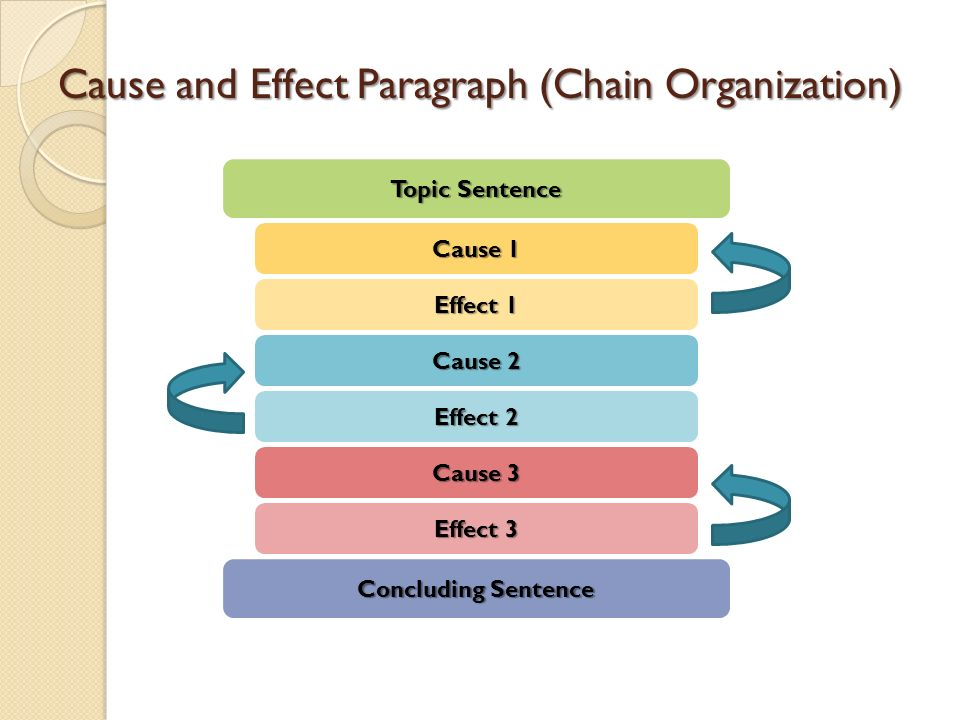 Cause and Effect Paragraph (Chain Organization)
Topic Sentence
Cause 1
Effect 1
Cause 2
Effect 2
Cause 3
Effect 3
Concluding Sentence